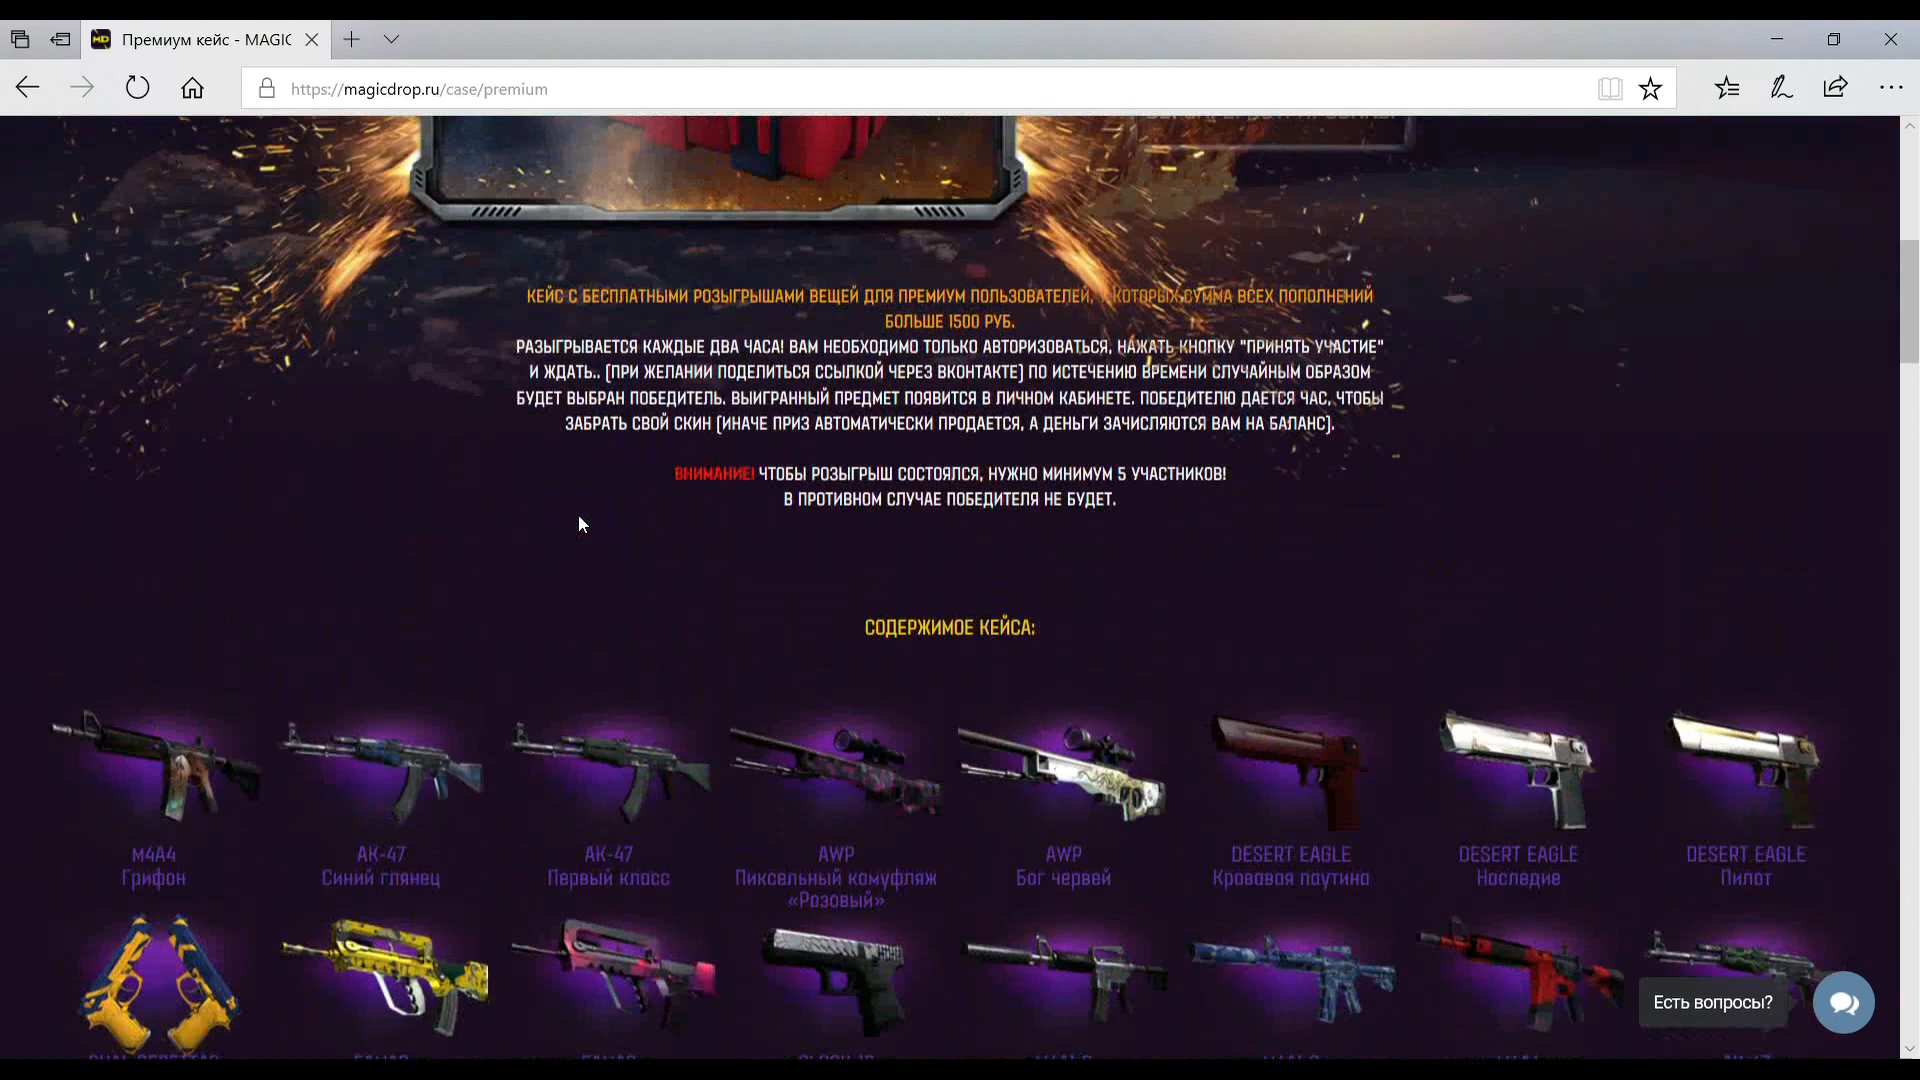 Премиум кейс - MAGIC
https://magicdrop.ru/case/premium
КЕЙС С БЕСПЛАТНЫМИ РОЗЫГРЫШАМИ ВЕЩЕЙ ДЛЯ ПРЕМИУМ ПОЛЬЗОВАТЕЛЕЙ, У КОТОРЫХ СУММА ВСЕХ ПОПОЛНЕНИЙ
БОЛЬШЕ 1500 РУБ.
РАЗЫГРЫВАЕТСЯ КАЖДЫЕ ДВА ЧАСА! ВАМ НЕОБХОДИМО ТОЛЬКО АВТОРИЗОВАТЬСЯ, НАЖАТЬ КНОПКУ "ПРИНЯТЬ УЧАСТИЕ"
И ЖДАТЬ.. (ПРИ ЖЕЛАНИИ ПОДЕЛИТЬСЯ ССЫЛКОЙ ЧЕРЕЗ ВКОНТАКТЕ) ПО ИСТЕЧЕНИЮ ВРЕМЕНИ СЛУЧАЙНЫМ ОБРАЗОМ
БУДЕТ ВЫБРАН ПОБЕДИТЕЛЬ. ВЫИГРАННЫЙ ПРЕДМЕТ ПОЯВИТСЯ В ЛИЧНОМ КАБИНЕТЕ. ПОБЕДИТЕЛЮ ДАЕТСЯ ЧАС, ЧТОБЫ
ЗАБРАТЬ СВОЙ СКИН (ИНАЧЕ ПРИЗ АВТОМАТИЧЕСКИ ПРОДАЕТСЯ, А ДЕНЬГИ ЗАЧИСЛЯЮТСЯ ВАМ НА БАЛАНС).
ВНИМАНИЕ! ЧТОБЫ РОЗЫГРЫШ СОСТОЯЛСЯ, НУЖНО МИНИМУМ 5 УЧАСТНИКОВ!
В ПРОТИВНОМ СЛУЧАЕ ПОБЕДИТЕЛЯ НЕ БУДЕТ.
СОДЕРЖИМОЕ КЕЙСА:
M4A4
Грифон
АК-47
Синий глянец
АК-47
Первый класс
AWP
Пиксельный камуфляж
«Розовый»
AWP
Бог червей
DESERT EAGLE
Кровавая паутина
DESERT EAGLE
Наследие
DESERT EAGLE
Пилот
Есть вопросы?